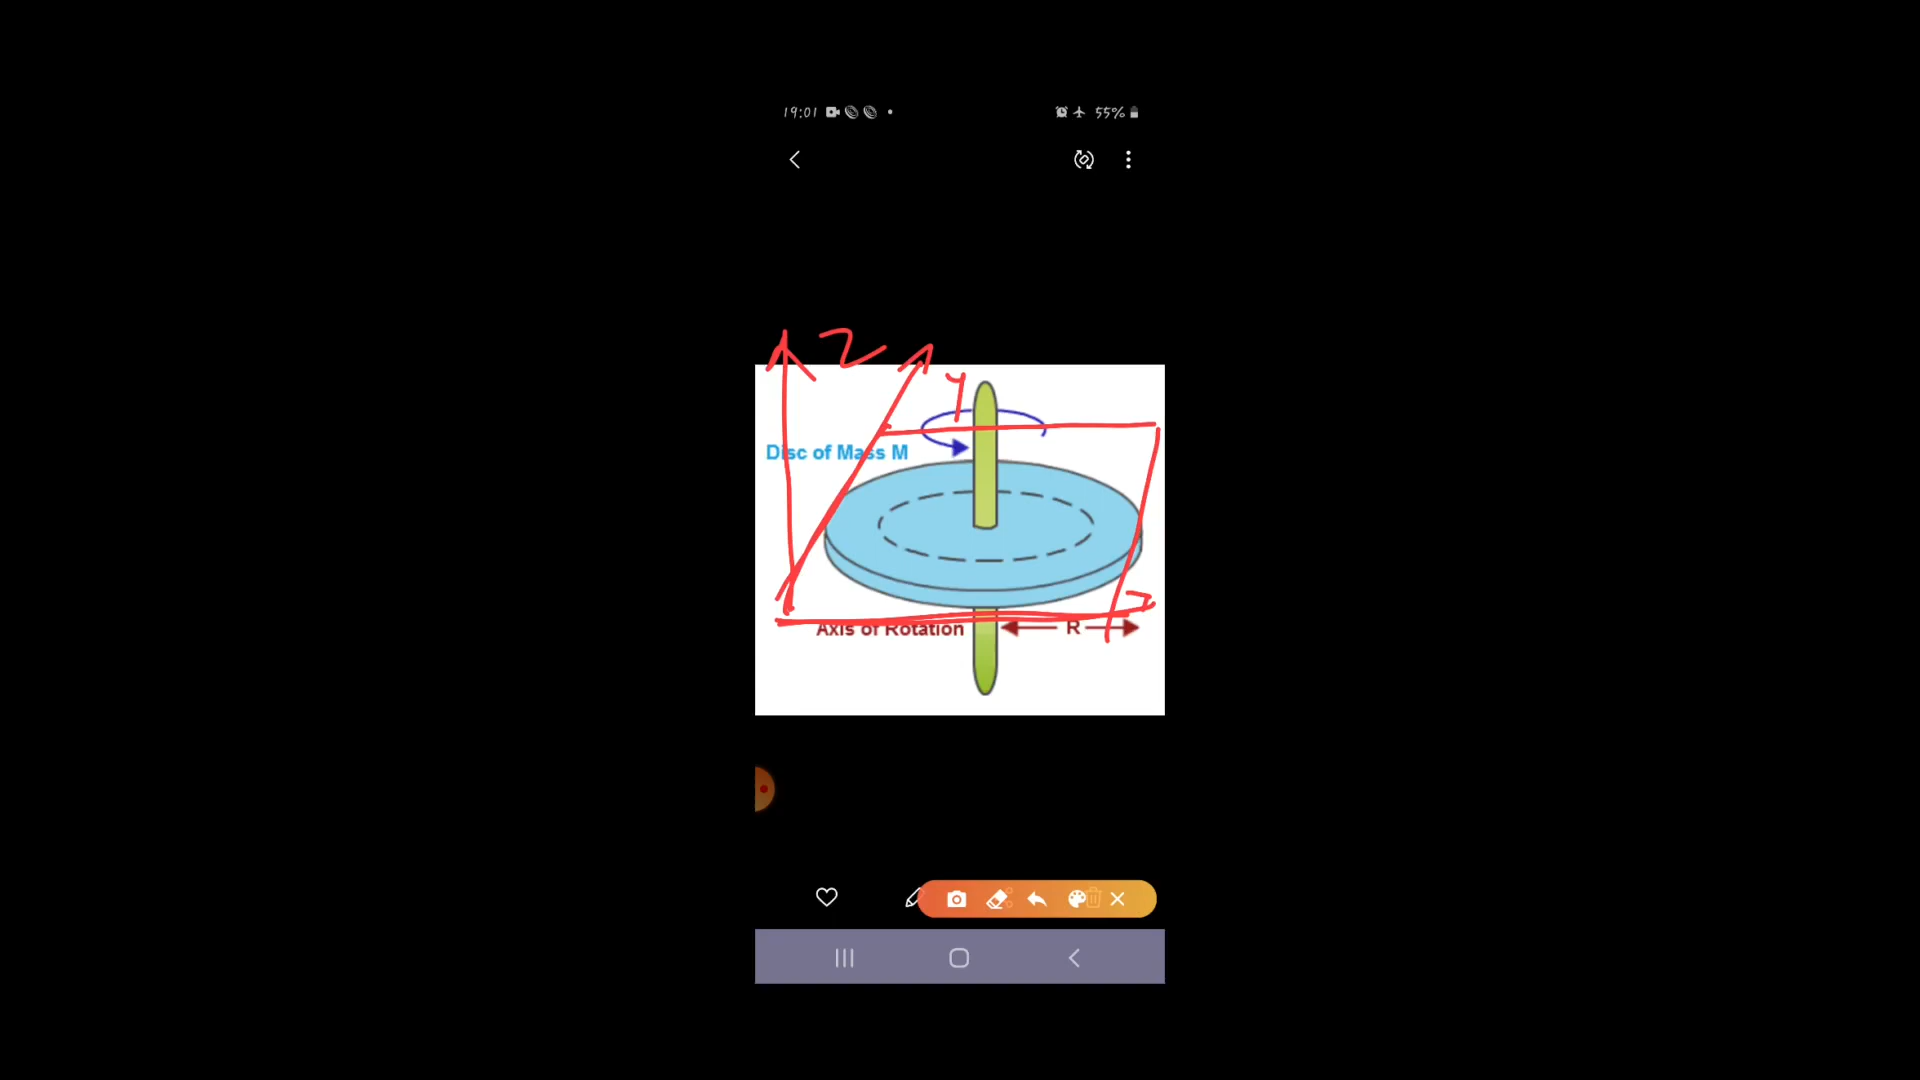 19:01 55%
Z
y
Disc of Mass M
Axis of Rotation R